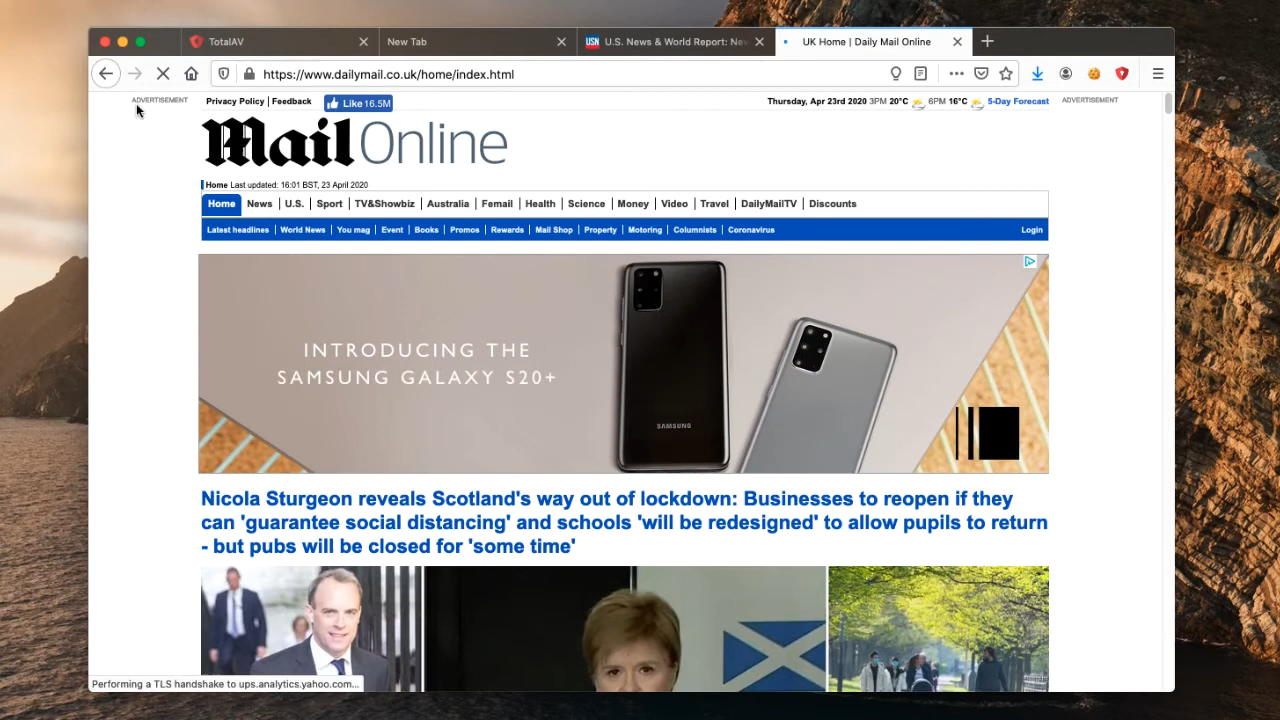 TotalAV
New Tab
USN U.S. News & World Report: New
UK Home | Daily Mail Online
https://www.dailymail.co.uk/home/index.html
ADVERTISEMENT
Privacy Policy | Feedback
Like 16.5M
Thursday, Apr 23rd 2020 3PM 20°C 6PM 16°C 5-Day Forecast
ADVERTISEMENT
Mail Online
Home Last updated: 16:01 BST, 23 April 2020
Home News U.S. Sport TV&Showbiz Australia Femail Health Science Money Video Travel DailyMailTV Discounts
Latest headlines World News You mag Event Books Promos Rewards Mail Shop Property Motoring Columnists Coronavirus Login
INTRODUCING THE
SAMSUNG GALAXY S20+
SAMSUNG
Nicola Sturgeon reveals Scotland's way out of lockdown: Businesses to reopen if they
can 'guarantee social distancing' and schools 'will be redesigned' to allow pupils to return
- but pubs will be closed for 'some time'
Performing a TLS handshake to ups.analytics.yahoo.com...